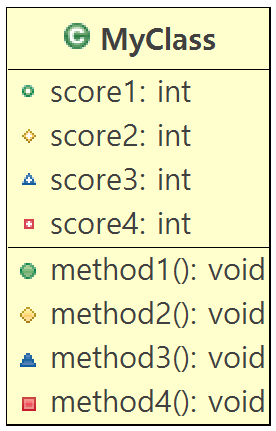 C MyClass
score1: int
score2: int
score3: int
score4: int
method1(): void
method2(): void
method3(): void
method4(): void